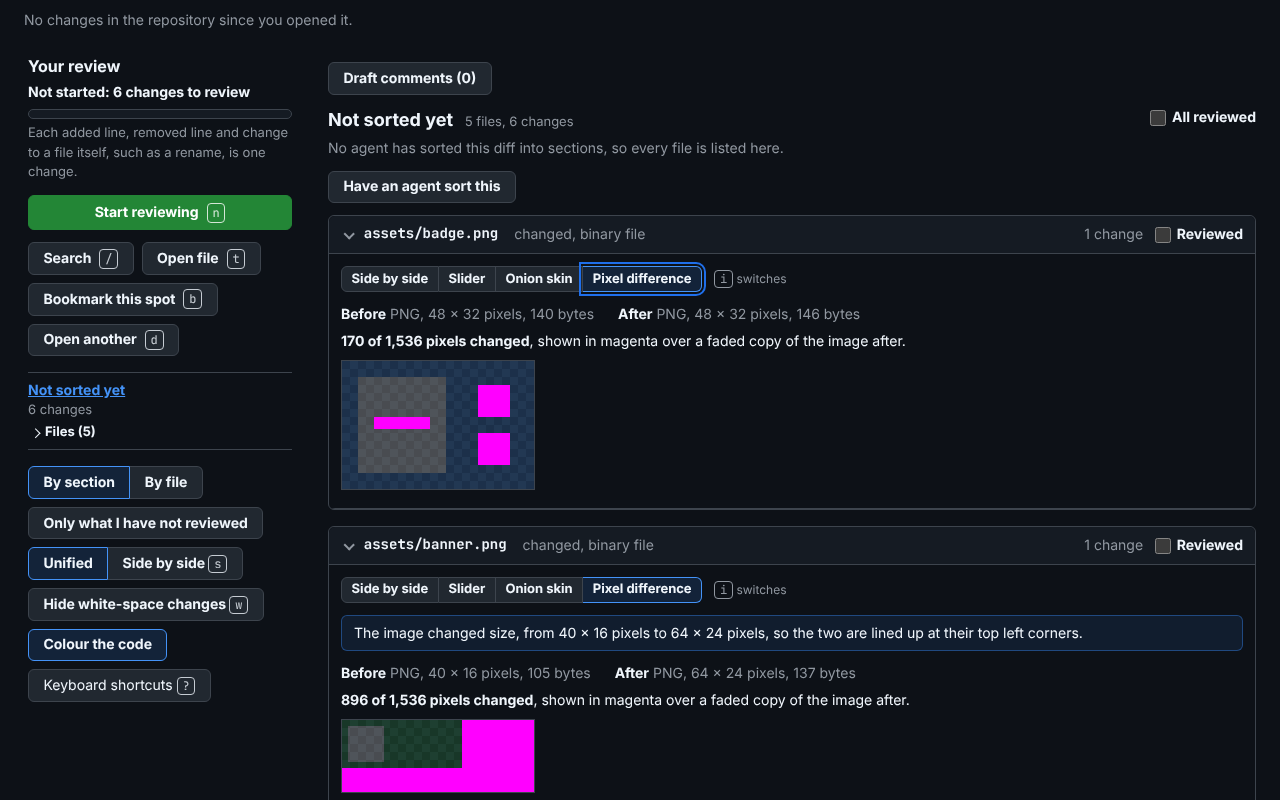 No changes in the repository since you opened it.
Your review
Not started: 6 changes to review
Each added line, removed line and change
to a file itself, such as a rename, is one
change.
Start reviewing n
Search / Open file t
Bookmark this spot b
Open another d
Not sorted yet
6 changes
Files (5)
By section By file
Only what I have not reviewed
Unified Side by side s
Hide white-space changes w
Colour the code
Keyboard shortcuts ?
Draft comments (0)
Not sorted yet 5 files, 6 changes All reviewed
No agent has sorted this diff into sections, so every file is listed here.
Have an agent sort this
assets/badge.png changed, binary file 1 change Reviewed
Side by side Slider Onion skin Pixel difference i switches
Before PNG, 48 × 32 pixels, 140 bytes After PNG, 48 × 32 pixels, 146 bytes
170 of 1,536 pixels changed, shown in magenta over a faded copy of the image after.
assets/banner.png changed, binary file 1 change Reviewed
Side by side Slider Onion skin Pixel difference i switches
The image changed size, from 40 × 16 pixels to 64 × 24 pixels, so the two are lined up at their top left corners.
Before PNG, 40 × 16 pixels, 105 bytes After PNG, 64 × 24 pixels, 137 bytes
896 of 1,536 pixels changed, shown in magenta over a faded copy of the image after.